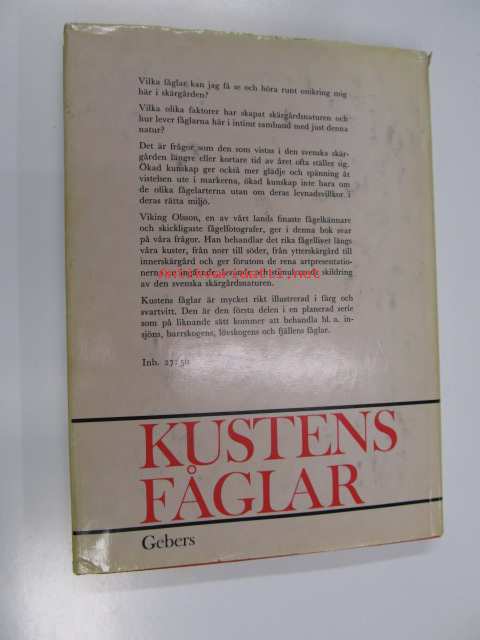 Vilka fåglar kan jag få se och höra runt omkring mig
här i skärgården?
Vilka olika faktorer har skapat skärgårdsnaturen och
hur lever fåglarna här i intimt samband med just denna
natur?
Det är frågor som den som vistas i den svenska skär-
gården längre eller kortare tid av året ofta ställer sig.
Ökad kunskap ger också mer glädje och spänning åt
vistelsen ute i markerna, ökad kunskap inte bara om
de olika fågelarterna utan om deras levnadsvillkor i
deras rätta miljö.
Viking Olsson, en av vårt lands finaste fågelkännare
och skickligaste fågelfotografer, ger i denna bok svar
på våra frågor. Han behandlar det rika fågellivet längs
våra kuster, från norr till söder, från ytterskärgård till
innerskärgård och ger förutom de rena artpresentatio-
nerna en ingående, levande och stimulerande skildring
av den svenska skärgårdsnaturen.
Kustens fåglar är mycket rikt illustrerad i färg och
svartvitt. Den är den första delen i en planerad serie
som på liknande sätt kommer att behandla bl. a. in-
sjöns, barrskogens, lövskogens och fjällens fåglar.
Inb. 27: 50
KUSTENS
FÅGLAR
Gebers